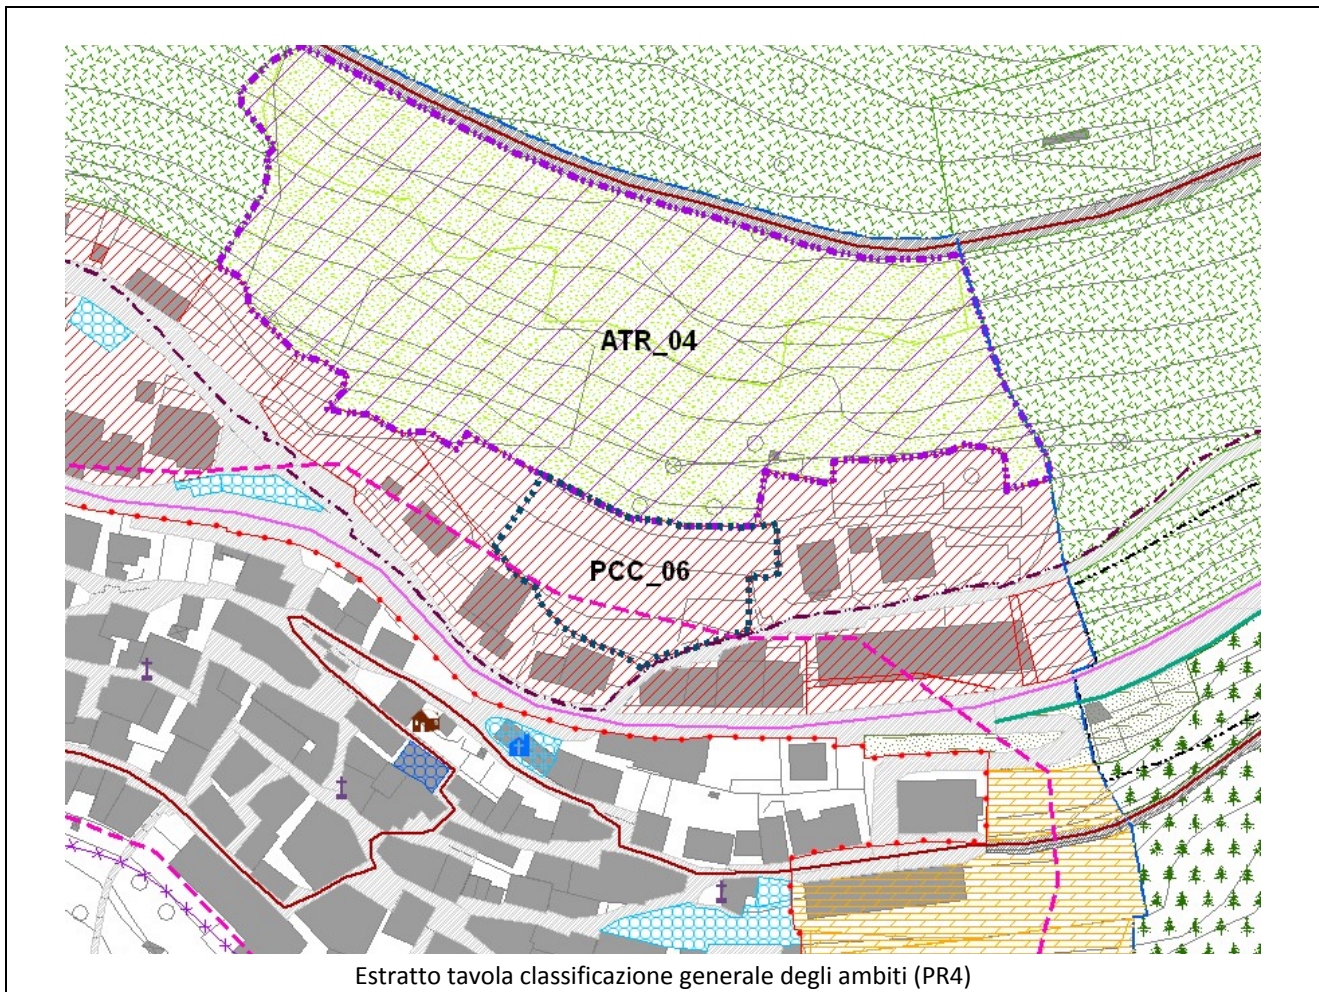 ATR_04
PCC_06
Estratto tavola classificazione generale degli ambiti (PR4)